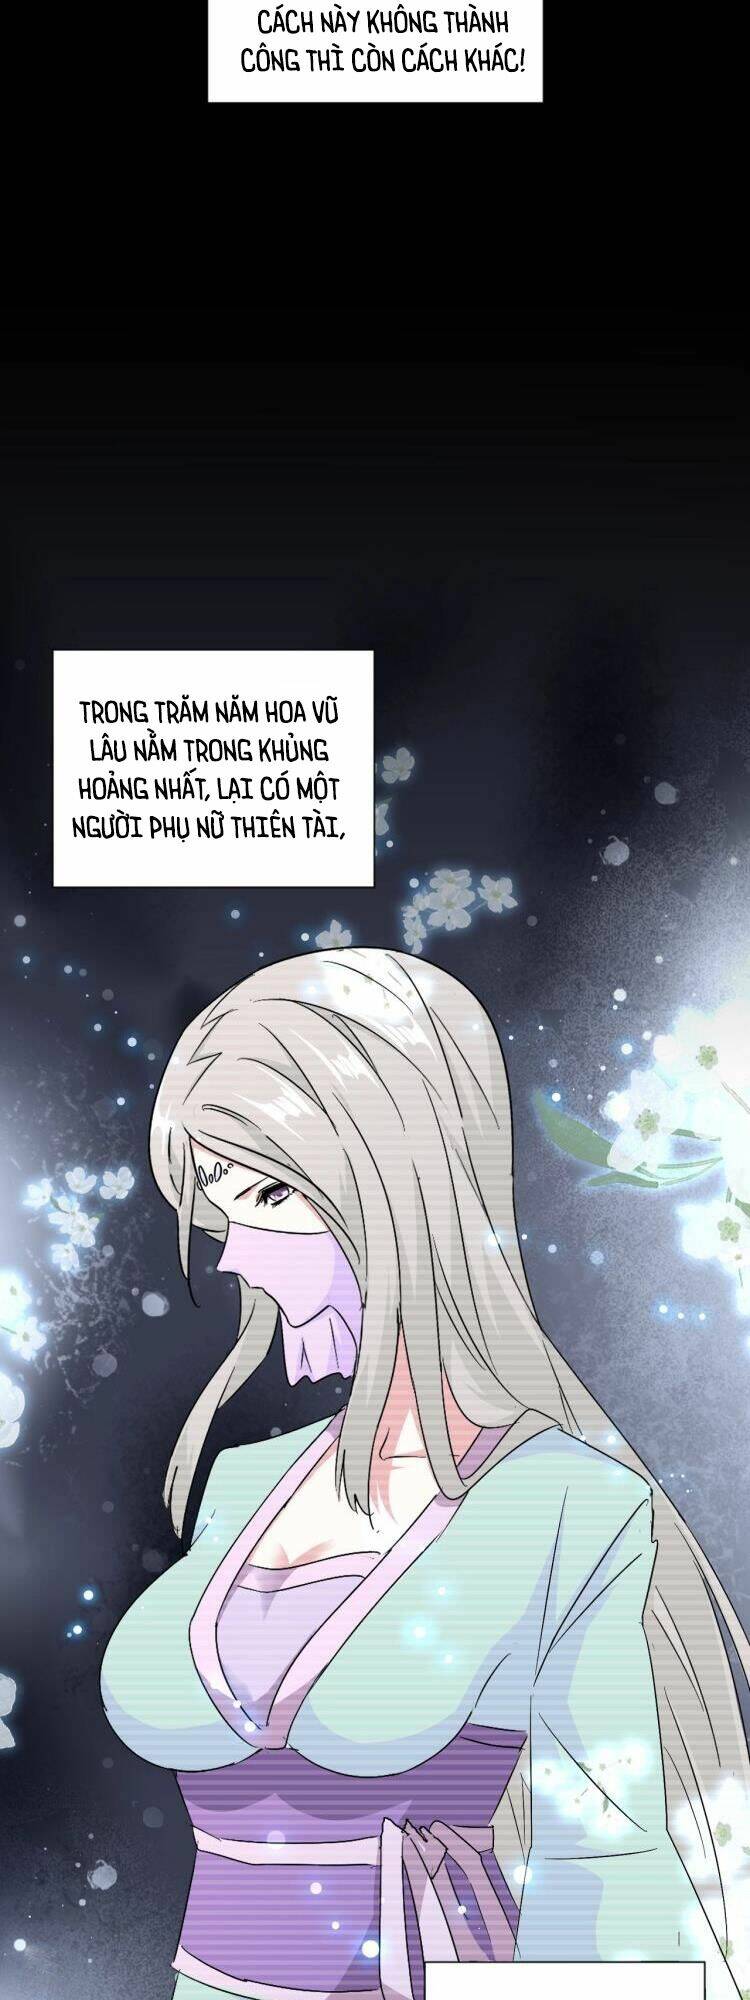 CÁCH NÀY KHÔNG THÀNH
CÔNG THÌ CÒN CÁCH KHÁC!
TRONG TRĂM NĂM HOA VŨ
LÂU NẰM TRONG KHỦNG
HOẢNG NHẤT, LẠI CÓ MỘT
NGƯỜI PHỤ NỮ THIÊN TÀI,